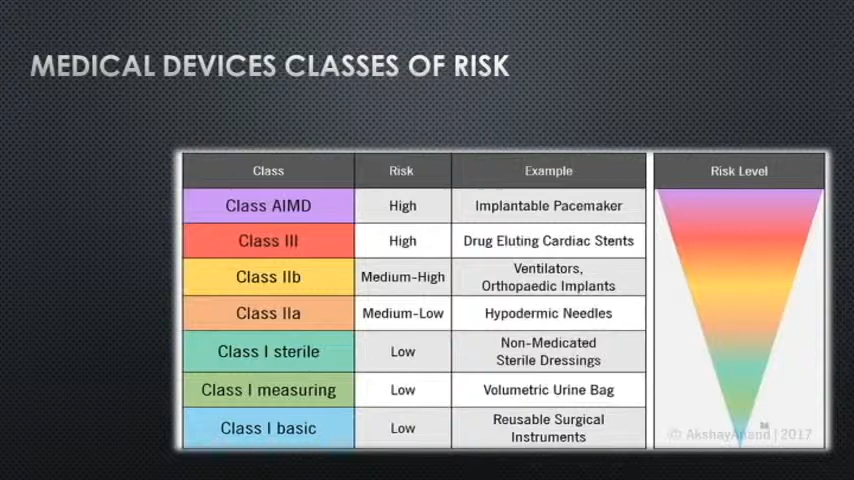 MEDICAL DEVICES CLASSES OF RISK
Class Risk Example Risk Level
Class AIMD High Implantable Pacemaker
Class III High Drug Eluting Cardiac Stents
Class IIb Medium-High Ventilators,
Orthopaedic Implants
Class IIa Medium-Low Hypodermic Needles
Class I sterile Low Non-Medicated
Sterile Dressings
Class I measuring Low Volumetric Urine Bag
Class I basic Low Reusable Surgical
Instruments
© AkshayAnand | 2017